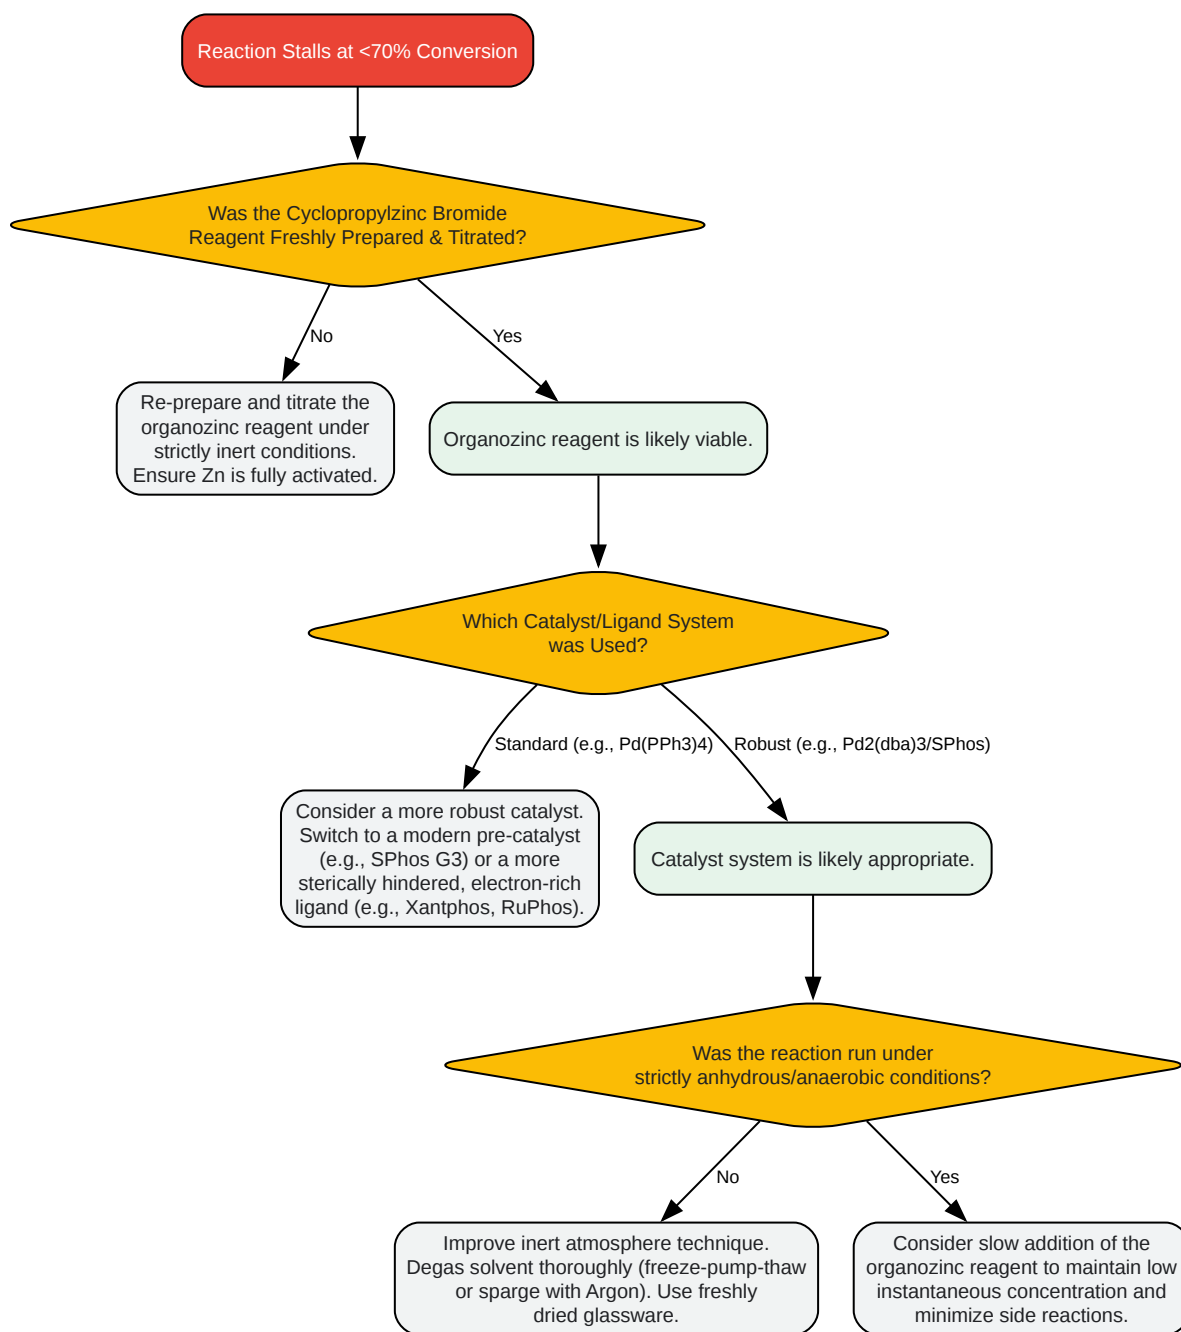 Reaction Stalls at <70% Conversion
Was the Cyclopropylzinc Bromide
Reagent Freshly Prepared & Titrated?
No
Yes
Re-prepare and titrate the
organozinc reagent under
strictly inert conditions.
Ensure Zn is fully activated.
Organozinc reagent is likely viable.
Which Catalyst/Ligand System
was Used?
Standard (e.g., Pd(PPh3)4)
Robust (e.g., Pd2(dba)3/SPhos)
Consider a more robust catalyst.
Switch to a modern pre-catalyst
(e.g., SPhos G3) or a more
sterically hindered, electron-rich
ligand (e.g., Xantphos, RuPhos).
Catalyst system is likely appropriate.
Was the reaction run under
strictly anhydrous/anaerobic conditions?
No
Yes
Improve inert atmosphere technique.
Degas solvent thoroughly (freeze-pump-thaw
or sparge with Argon). Use freshly
dried glassware.
Consider slow addition of the
organozinc reagent to maintain low
instantaneous concentration and
minimize side reactions.